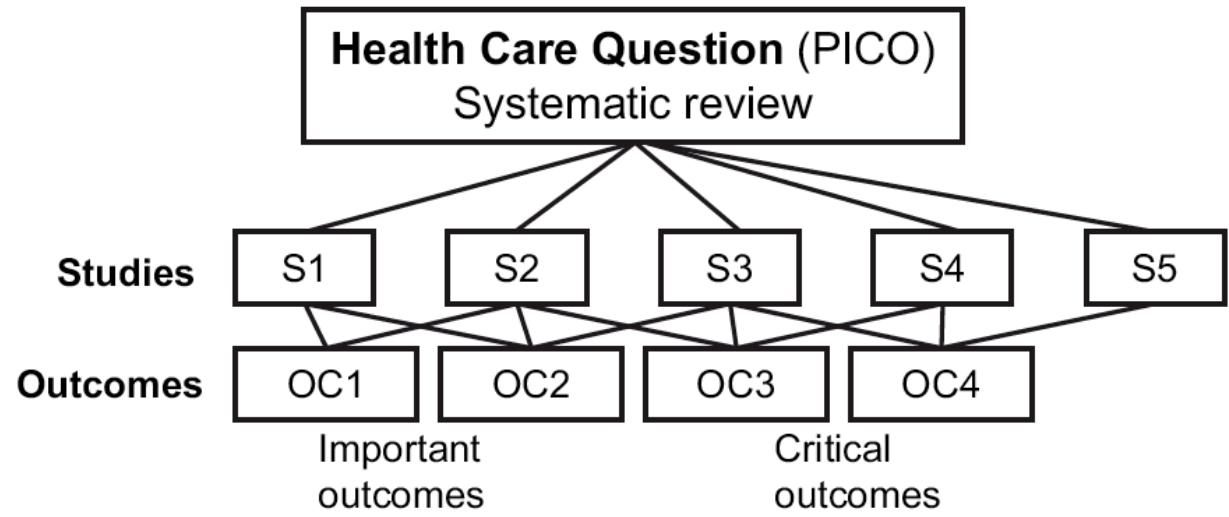 Health Care Question (PICO)
Systematic review
Studies S1 S2 S3 S4 S5
Outcomes OC1 OC2 OC3 OC4
Important Critical
outcomes outcomes